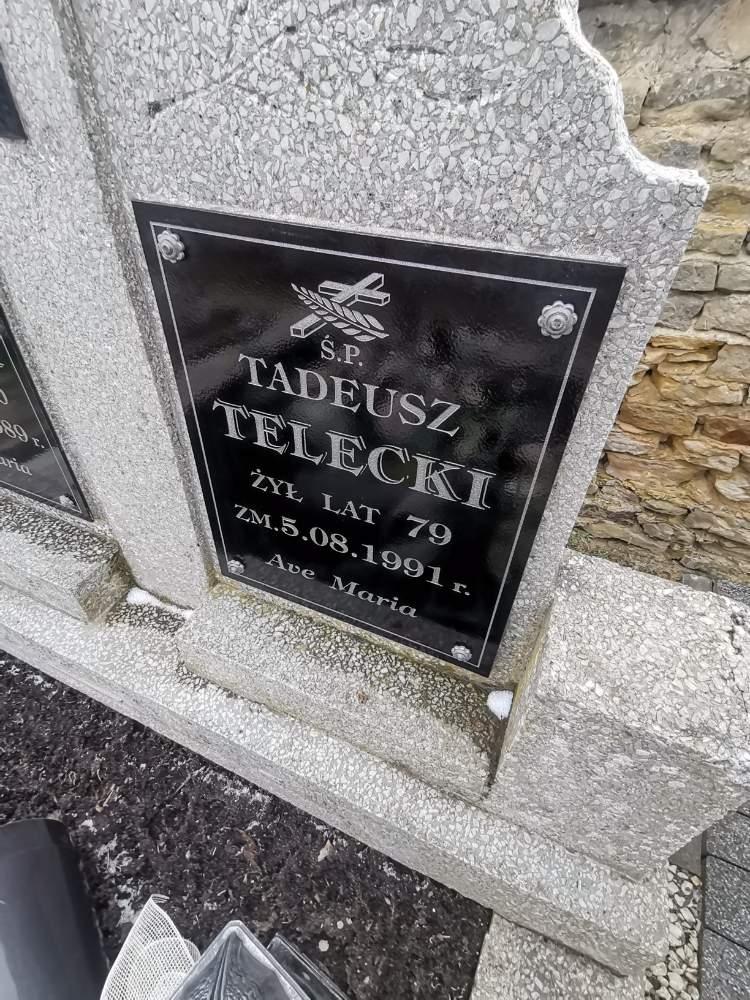 Ś.P.
TADEUSZ
TELECKI
ŻYŁ LAT 79
ZM.5.08.1991 r.
Ave Maria